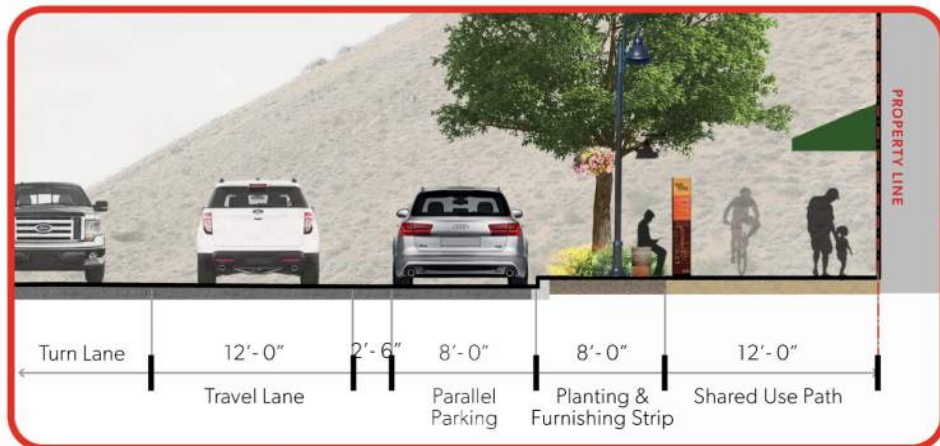 PROPERTY LINE
Turn Lane
12'-0"
2'-6"
8'-0"
8'-0"
12'-0"
Travel Lane
Parallel
Parking
Planting &
Furnishing Strip
Shared Use Path